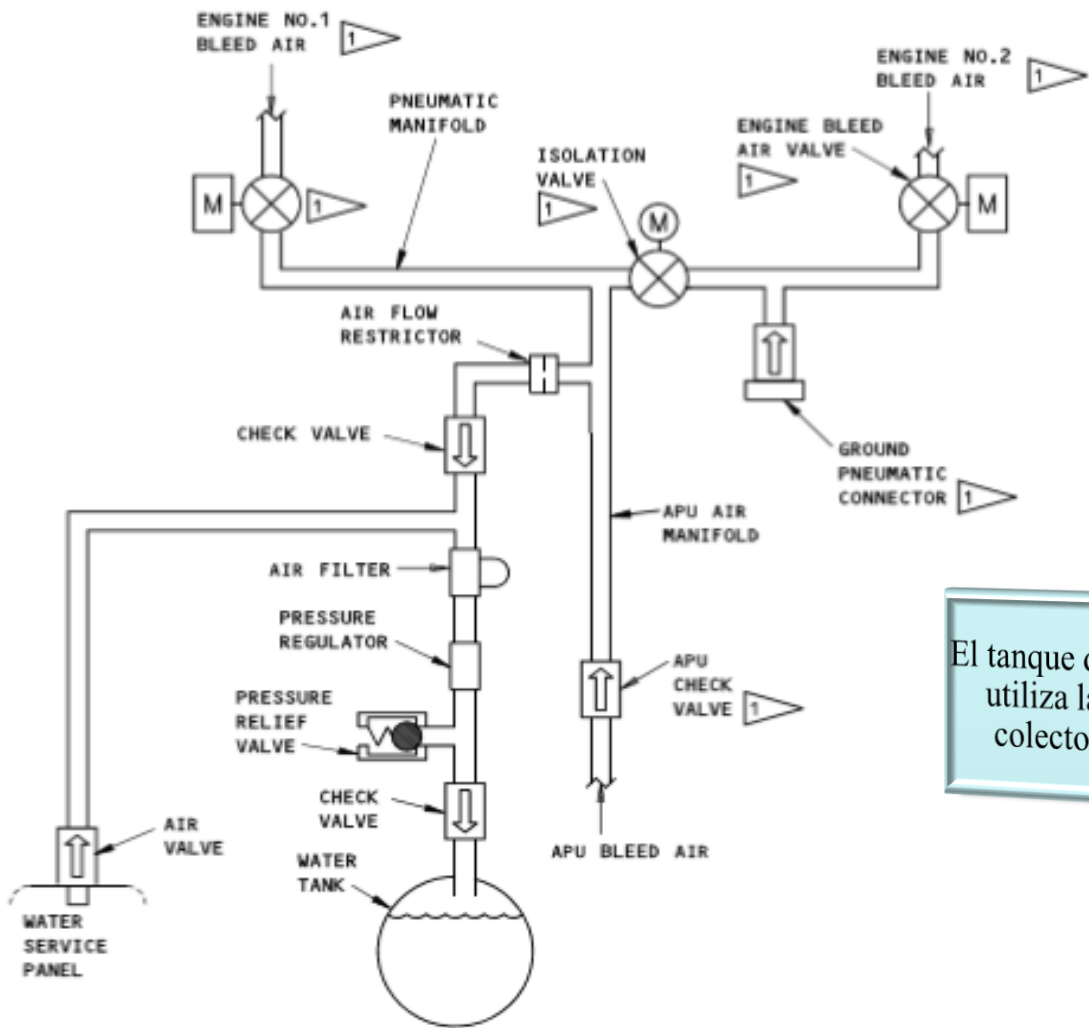 ENGINE NO.1
BLEED AIR
1
ENGINE NO.2
BLEED AIR
1
PNEUMATIC
MANIFOLD
ENGINE BLEED
AIR VALVE
1
ISOLATION
VALVE
1
M
1
M
M
AIR FLOW
RESTRICTOR
CHECK VALVE
GROUND
PNEUMATIC
CONNECTOR
1
APU AIR
MANIFOLD
AIR FILTER
PRESSURE
REGULATOR
El tanque
utiliza
colecto
APU
CHECK
VALVE
1
PRESSURE
RELIEF
VALVE
CHECK
VALVE
AIR
VALVE
APU BLEED AIR
WATER
TANK
WATER
SERVICE
PANEL